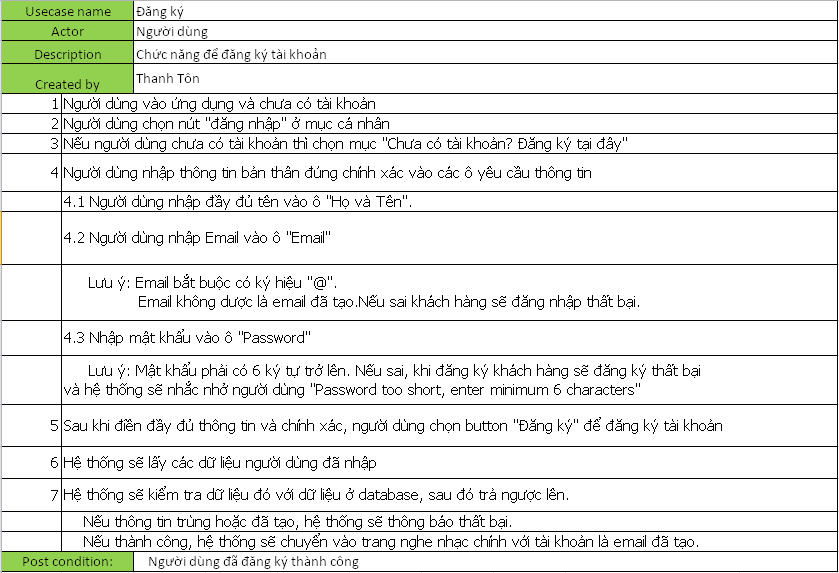 Usecase name Đăng ký
Actor Người dùng
Description Chức năng để đăng ký tài khoản
Created by Thanh Tôn
1 Người dùng vào ứng dụng và chưa có tài khoản
2 Người dùng chọn nút "đăng nhập" ở mục cá nhân
3 Nếu người dùng chưa có tài khoản thì chọn mục "Chưa có tài khoản? Đăng ký tại đây"
4 Người dùng nhập thông tin bản thân đúng chính xác vào các ô yêu cầu thông tin
4.1 Người dùng nhập đầy đủ tên vào ô "Họ và Tên".
4.2 Người dùng nhập Email vào ô "Email"
Lưu ý: Email bắt buộc có ký hiệu "@".
Email không dược là email đã tạo.Nếu sai khách hàng sẽ đăng nhập thất bại.
4.3 Nhập mật khẩu vào ô "Password"
Lưu ý: Mật khẩu phải có 6 ký tự trở lên. Nếu sai, khi đăng ký khách hàng sẽ đăng ký thất bại
và hệ thống sẽ nhắc nhở người dùng "Password too short, enter minimum 6 characters"
5 Sau khi điền đầy đủ thông tin và chính xác, người dùng chọn button "Đăng ký" để đăng ký tài khoản
6 Hệ thống sẽ lấy các dữ liệu người dùng đã nhập
7 Hệ thống sẽ kiểm tra dữ liệu đó với dữ liệu ở database, sau đó trả ngược lên.
Nếu thông tin trùng hoặc đã tạo, hệ thống sẽ thông báo thất bại.
Nếu thành công, hệ thống sẽ chuyển vào trang nghe nhạc chính với tài khoản là email đã tạo.
Post condition: Người dùng đã đăng ký thành công